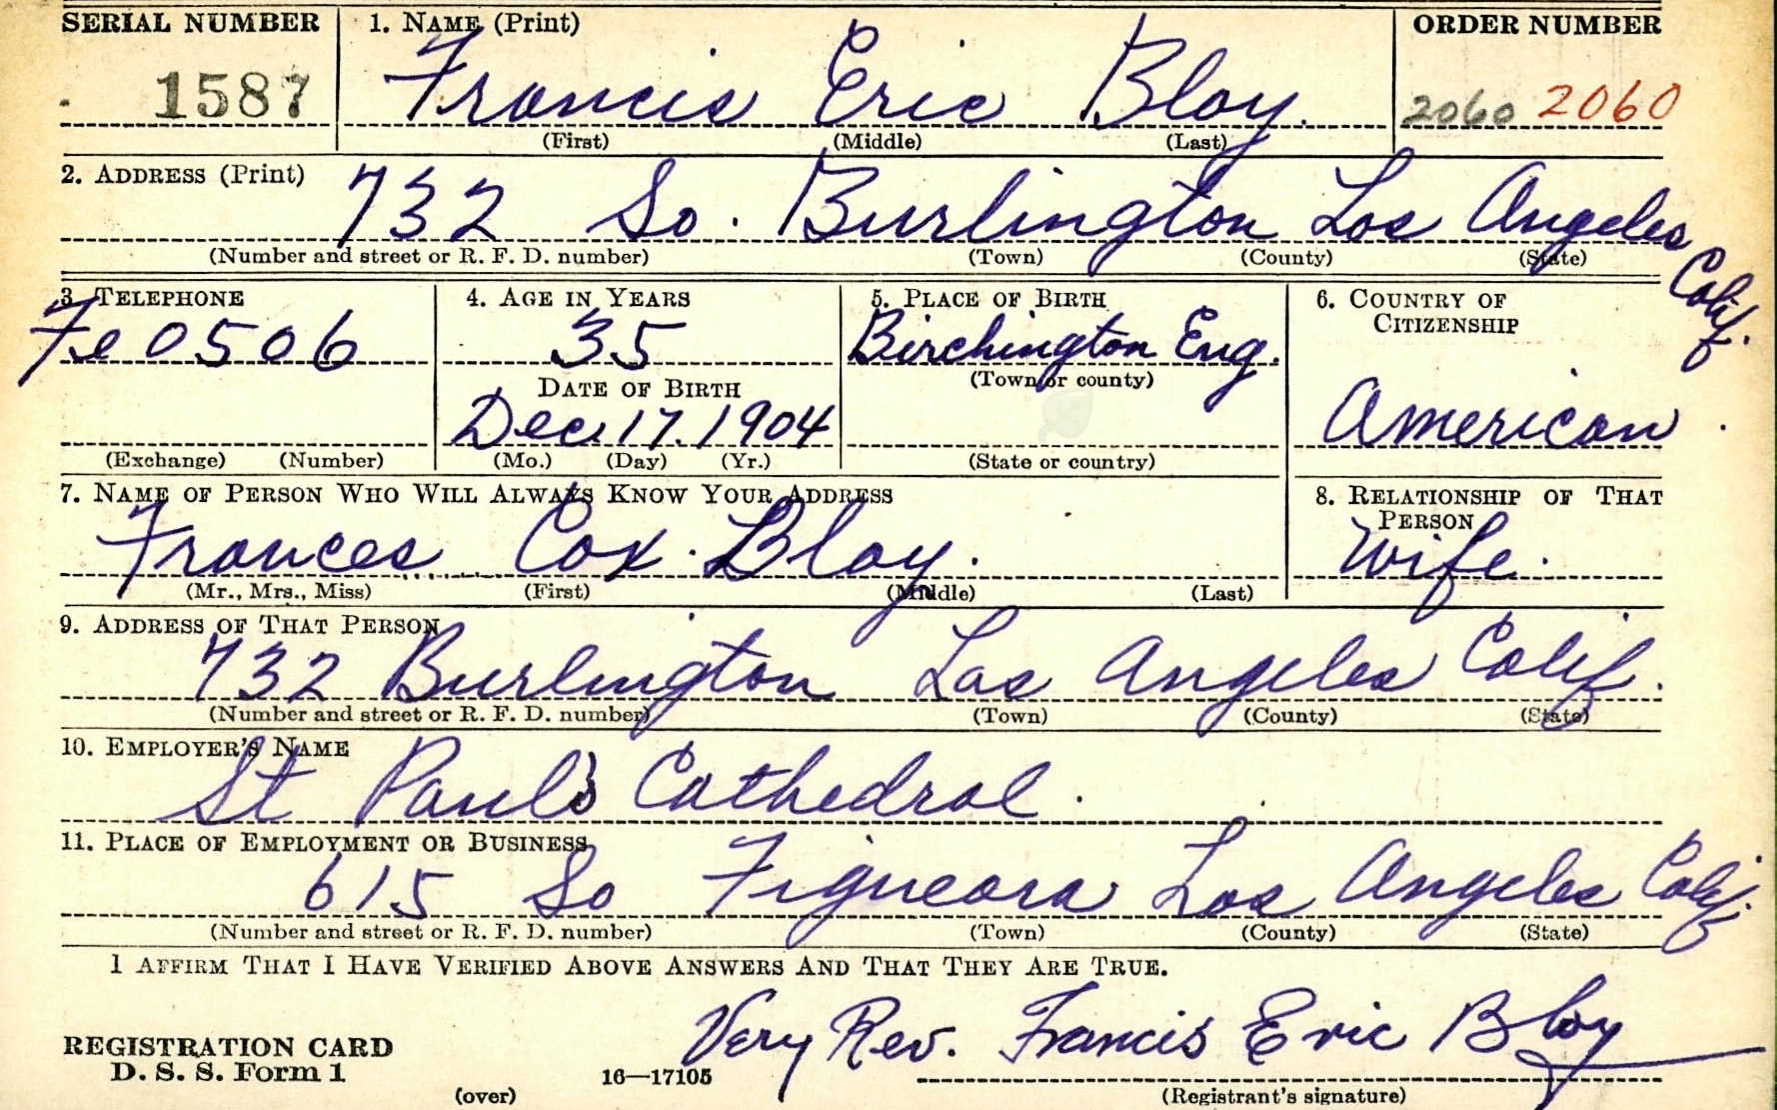 SERIAL NUMBER 1. NAME (Print) ORDER NUMBER
1587 Francis Eric Bloy. 2060 2060
(First) (Middle) (Last)
2. ADDRESS (Print)
732 So. Burlington Los Angeles Calif.
(Number and street or R. F. D. number) (Town) (County) (State)
3. TELEPHONE 4. AGE IN YEARS 5. PLACE OF BIRTH 6. COUNTRY OF CITIZENSHIP
Fe 0506 35 Birchington Eng.
DATE OF BIRTH (Town or county)
Dec. 17. 1904 American.
(Exchange) (Number) (Mo.) (Day) (Yr.) (State or country)
7. NAME OF PERSON WHO WILL ALWAYS KNOW YOUR ADDRESS 8. RELATIONSHIP OF THAT PERSON
Frances Cox Bloy. Wife.
(Mr., Mrs., Miss) (First) (Middle) (Last)
9. ADDRESS OF THAT PERSON
732 Burlington Los Angeles Calif.
(Number and street or R. F. D. number) (Town) (County) (State)
10. EMPLOYER'S NAME
St Paul's Cathedral.
11. PLACE OF EMPLOYMENT OR BUSINESS
615 So Figueora Los Angeles Calif.
(Number and street or R. F. D. number) (Town) (County) (State)
I AFFIRM THAT I HAVE VERIFIED ABOVE ANSWERS AND THAT THEY ARE TRUE.
Very Rev. Francis Eric Bloy
REGISTRATION CARD
D. S. S. Form 1 16—17105
(over) (Registrant's signature)